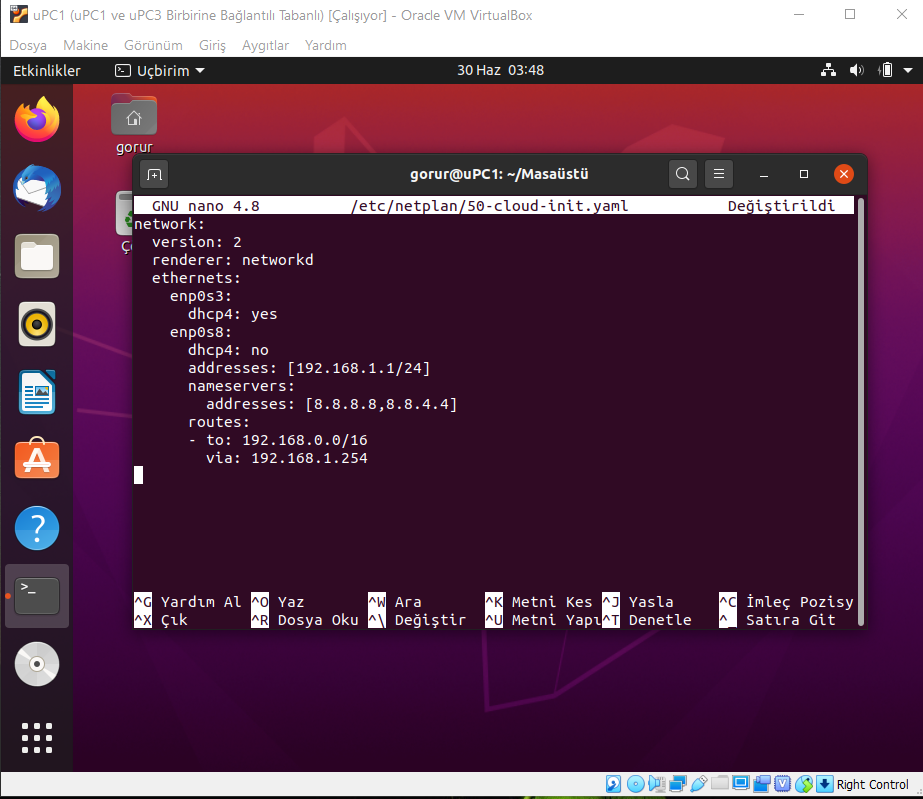 uPC1 (uPC1 ve uPC3 Birbirine Bağlantılı Tabanlı) [Çalışıyor] - Oracle VM VirtualBox
Dosya Makine Görünüm Giriş Aygıtlar Yardım
Etkinlikler Uçbirim 30 Haz 03:48
gorur
gorur@uPC1: ~/Masaüstü
GNU nano 4.8 /etc/netplan/50-cloud-init.yaml Değiştirildi
network:
  version: 2
  renderer: networkd
  ethernets:
    enp0s3:
      dhcp4: yes
    enp0s8:
      dhcp4: no
      addresses: [192.168.1.1/24]
      nameservers:
        addresses: [8.8.8.8,8.8.4.4]
      routes:
      - to: 192.168.0.0/16
        via: 192.168.1.254
^G Yardım Al ^O Yaz ^W Ara ^K Metni Kes ^J Yasla ^C İmleç Pozisy
^X Çık ^R Dosya Oku ^\ Değiştir ^U Metni Yapı ^T Denetle ^_ Satıra Git
Right Control